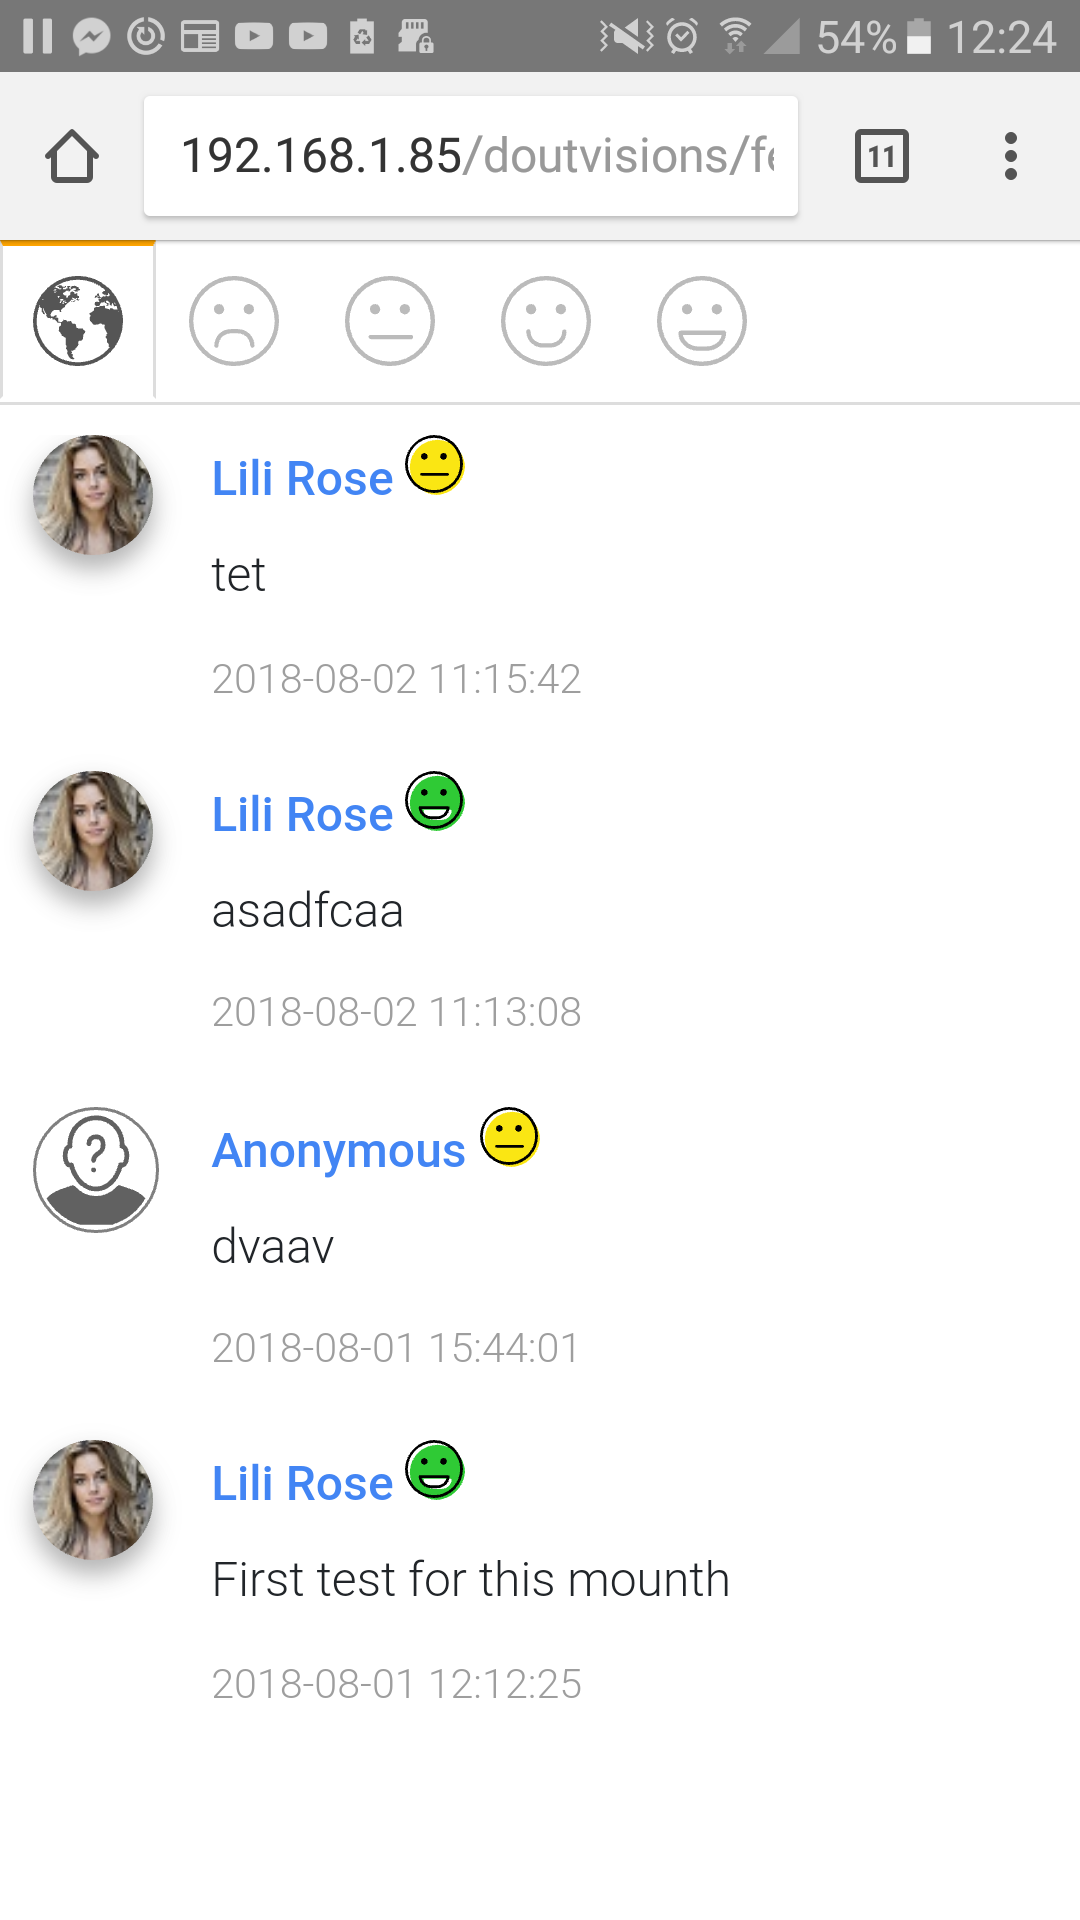 54% 12:24
192.168.1.85/doutvisions/fe
11
Lili Rose
tet
2018-08-02 11:15:42
Lili Rose
asadfcaa
2018-08-02 11:13:08
?
Anonymous
dvaav
2018-08-01 15:44:01
Lili Rose
First test for this mounth
2018-08-01 12:12:25